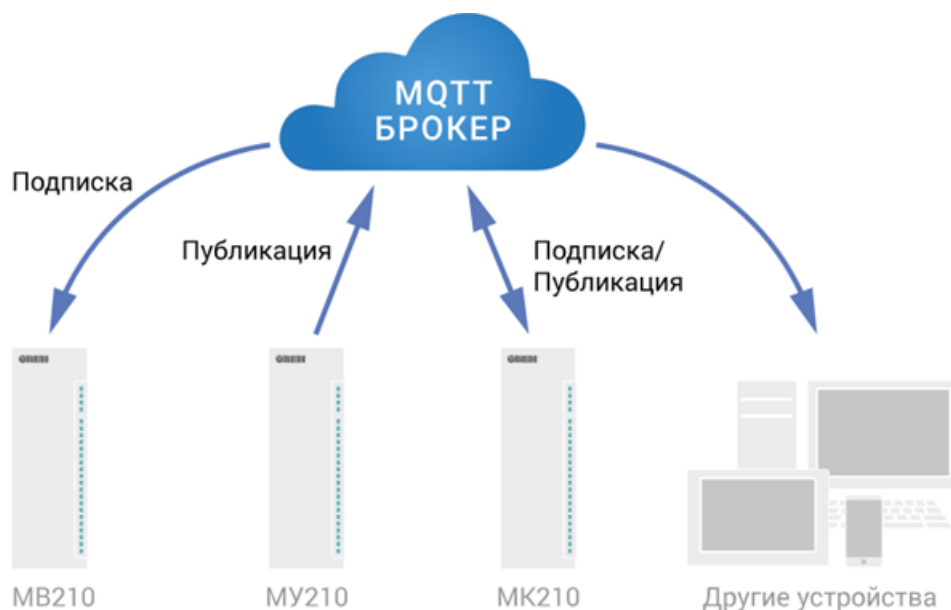 MQTT
БРОКЕР
Подписка
Публикация
Подписка/
Публикация
МВ210
МУ210
МК210
Другие устройства